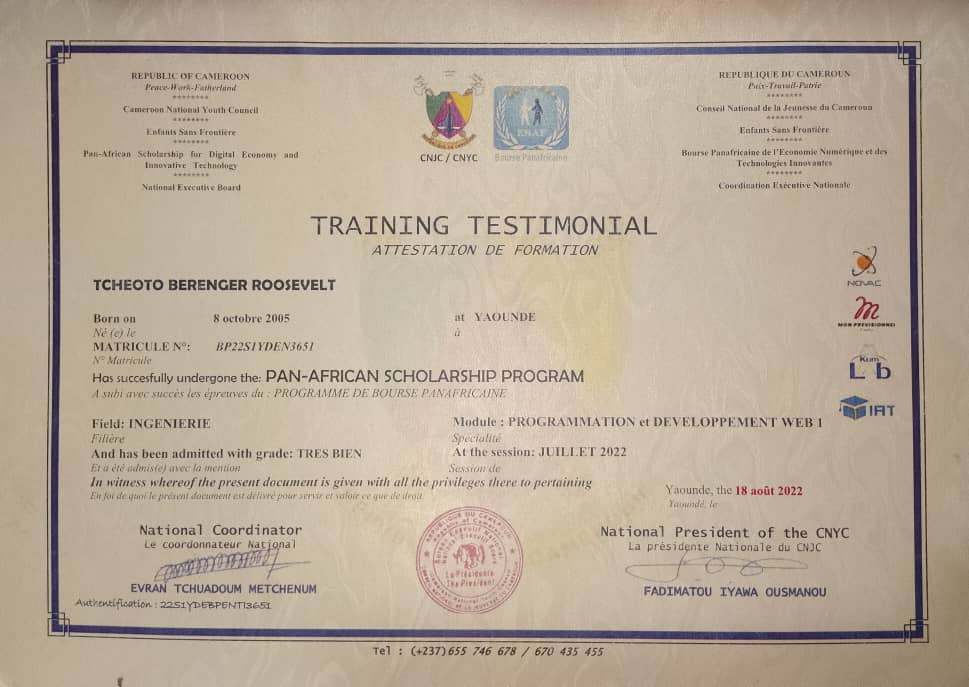 REPUBLIC OF CAMEROON
Peace-Work-Fatherland
********
Cameroon National Youth Council
********
Enfants Sans Frontière
********
Pan-African Scholarship for Digital Economy and
Innovative Technology
********
National Executive Board
CNJC / CNYC
ENAF
Bourse Panafricaine
REPUBLIQUE DU CAMEROUN
Paix-Travail-Patrie
********
Conseil National de la Jeunesse du Cameroun
********
Enfants Sans Frontière
********
Bourse Panafricaine de l'Economie Numérique et des
Technologies Innovantes
********
Coordination Exécutive Nationale
TRAINING TESTIMONIAL
ATTESTATION DE FORMATION
NOVAC
MON PREVISIONNEL
Kum
Lab
IAT
TCHEOTO BERENGER ROOSEVELT
Born on 8 octobre 2005 at YAOUNDE
Né (e) le à
MATRICULE N°: BP22S1YDEN3651
N° Matricule
Has succesfully undergone the: PAN-AFRICAN SCHOLARSHIP PROGRAM
A subi avec succès les épreuves du : PROGRAMME DE BOURSE PANAFRICAINE
Field: INGENIERIE Module : PROGRAMMATION et DEVELOPPEMENT WEB 1
Filière Spécialité
And has been admitted with grade: TRES BIEN At the session: JUILLET 2022
Et a été admis(e) avec la mention Session de
In witness whereof the present document is given with all the privileges there to pertaining
En foi de quoi le présent document est délivré pour servir et valoir ce que de droit
Yaounde, the 18 août 2022
Yaoundé, le
National Coordinator
Le coordonnateur National
EVRAN TCHUADOUM METCHENUM
Authentification : 22S1YDEBPENTI3651
La Présidente
The President
National President of the CNYC
La présidente Nationale du CNJC
FADIMATOU IYAWA OUSMANOU
Tel : (+237) 655 746 678 / 670 435 455